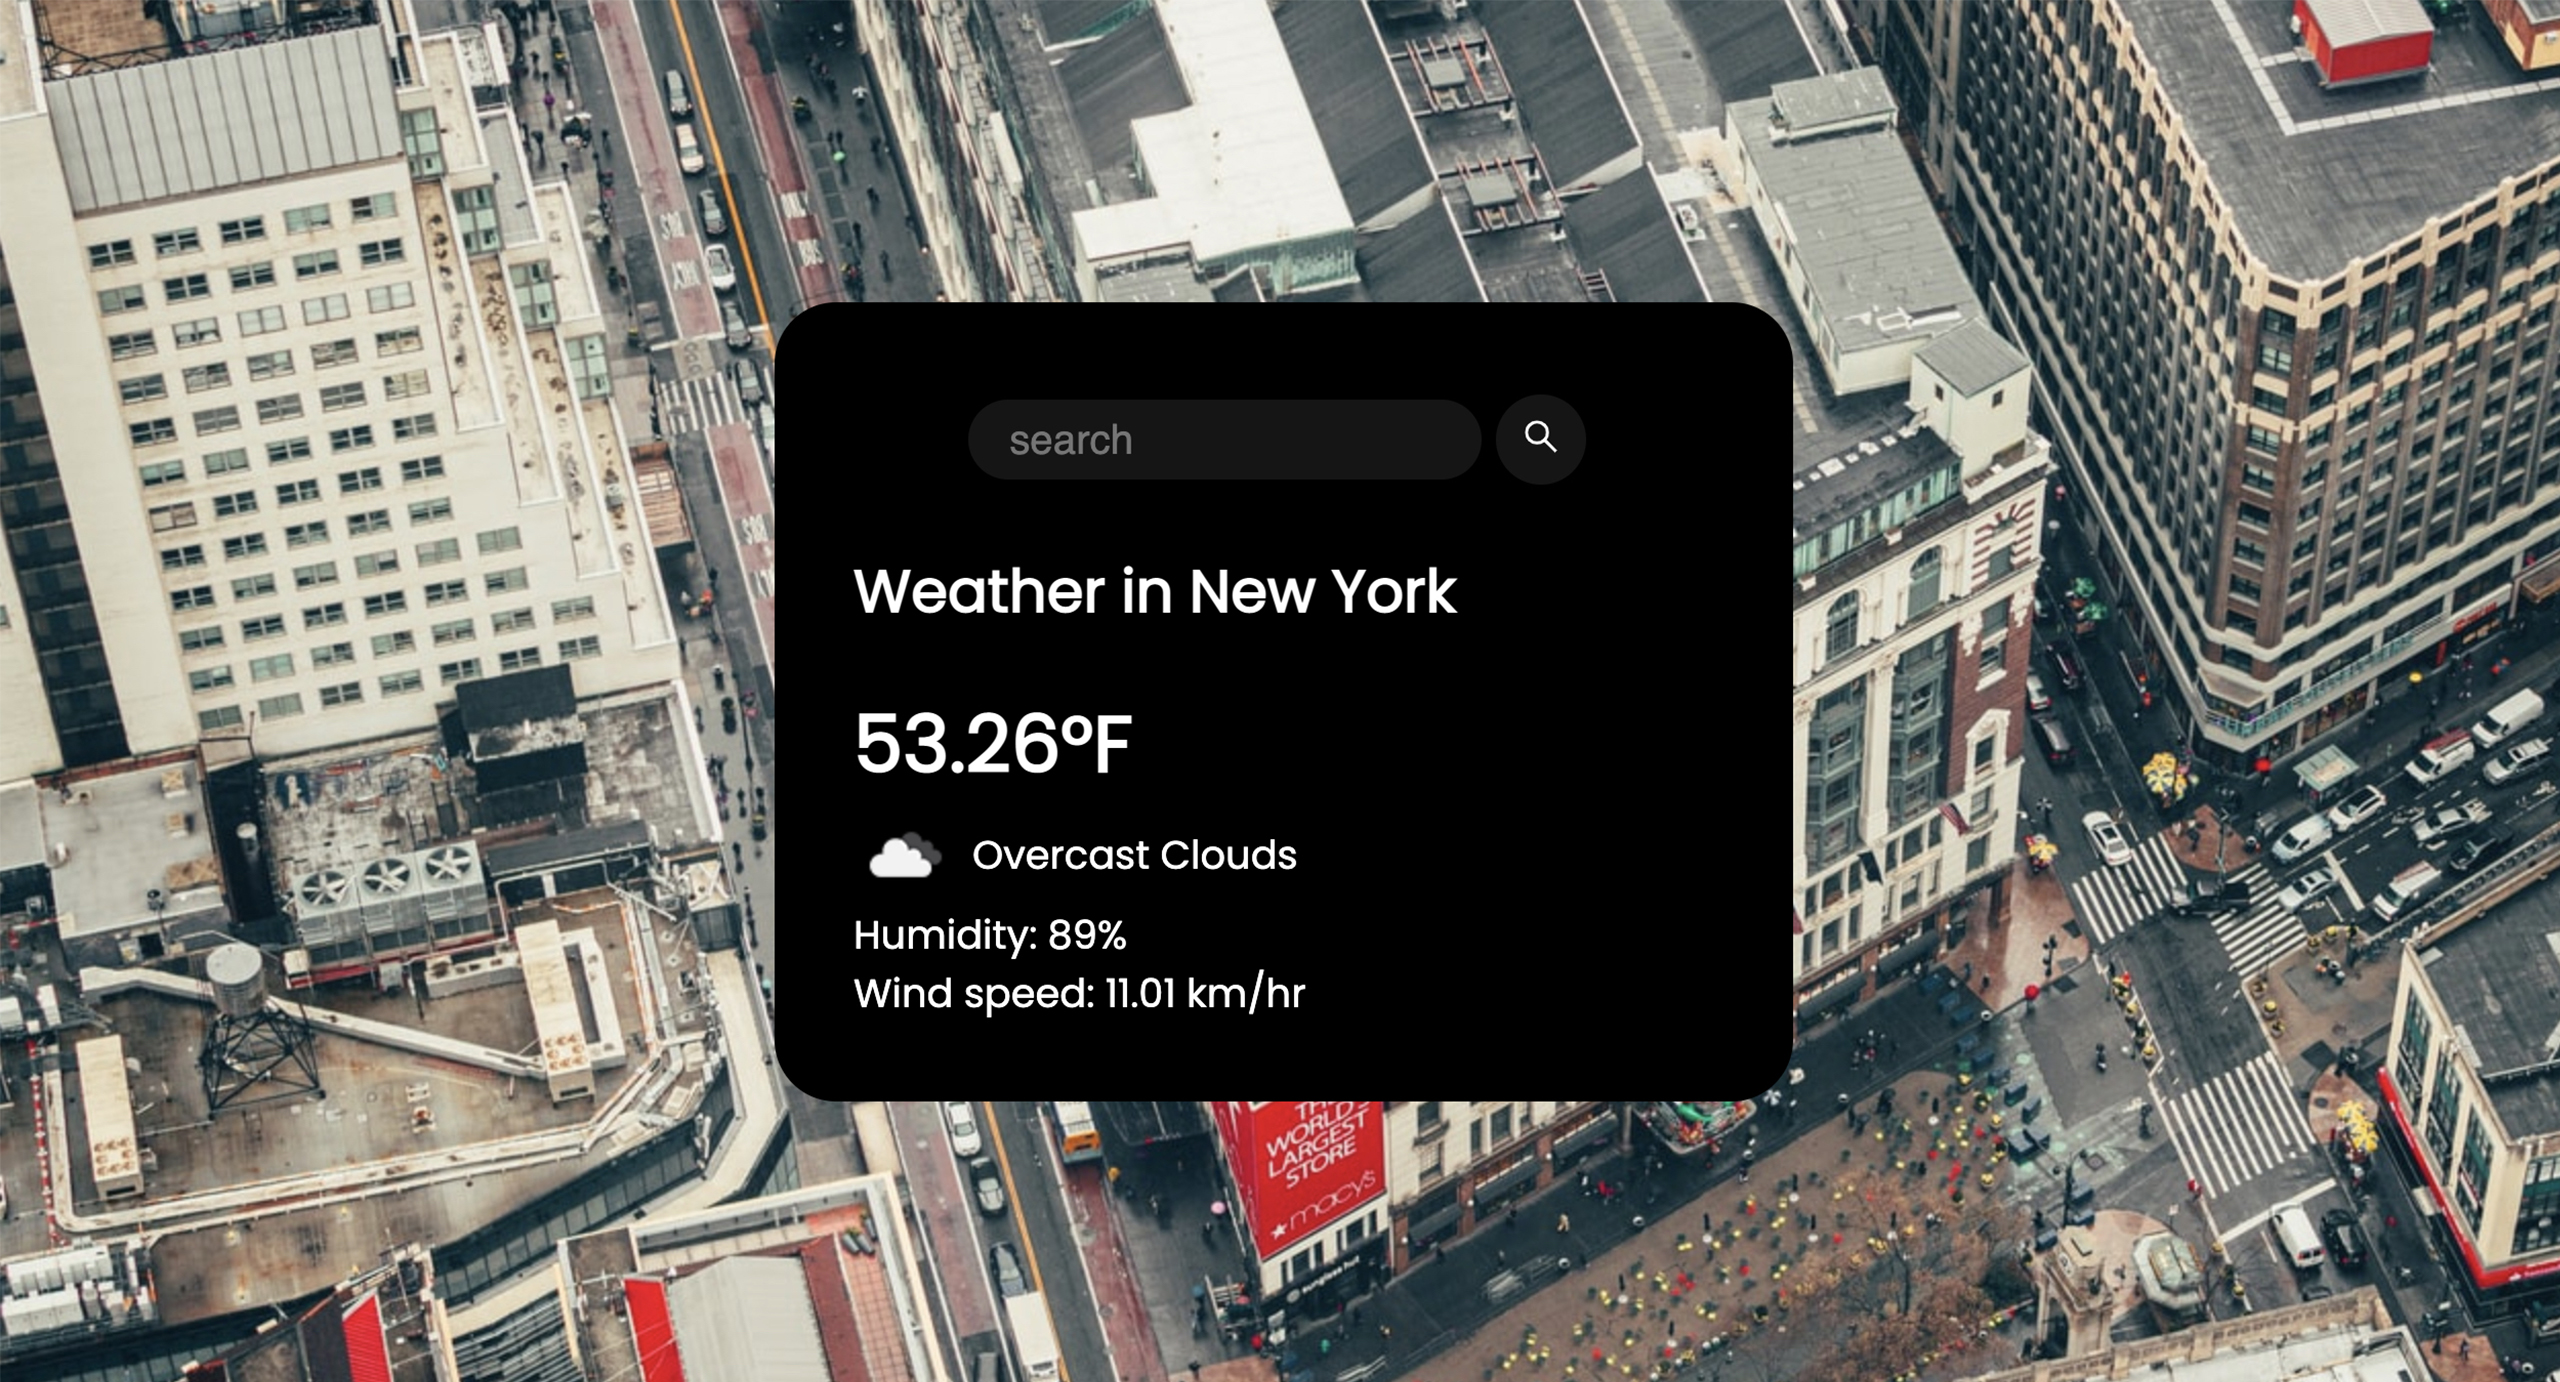 search
Weather in New York
53.26°F
Overcast Clouds
Humidity: 89%
Wind speed: 11.01 km/hr
WORLD'S
LARGEST
STORE
macy's